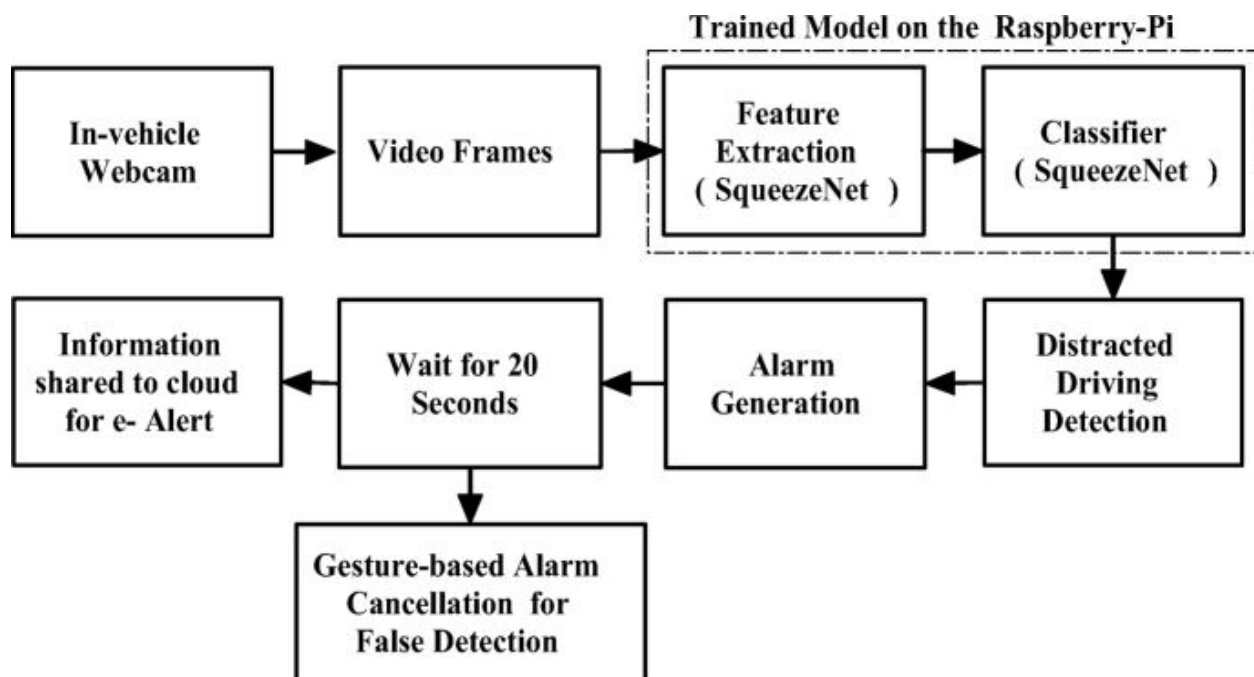 Trained Model on the Raspberry-Pi
In-vehicle
Webcam
Video Frames
Feature
Extraction
( SqueezeNet )
Classifier
( SqueezeNet )
Information
shared to cloud
for e- Alert
Wait for 20
Seconds
Alarm
Generation
Distracted
Driving
Detection
Gesture-based Alarm
Cancellation for
False Detection